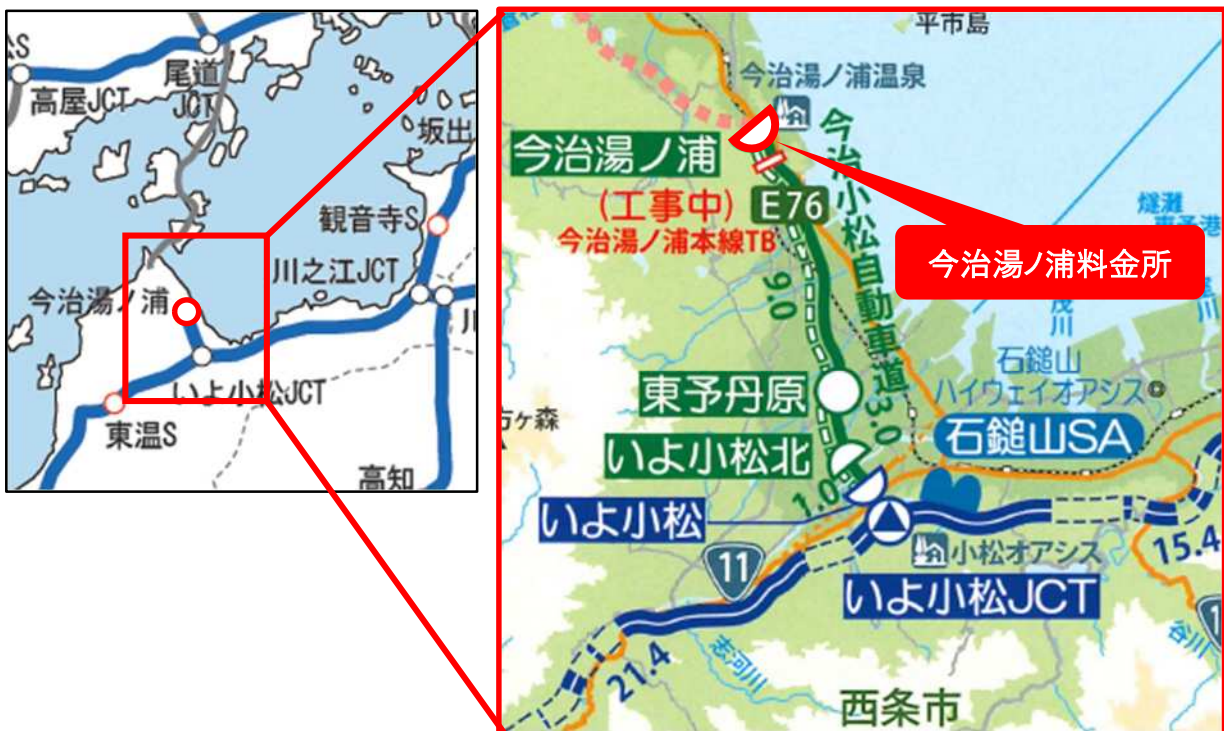 尾道
JCT
高屋JCT
坂出
観音寺S
川之江JCT
今治湯ノ浦
いよ小松JCT
東温S
高知
平市島
今治湯ノ浦温泉
今治湯ノ浦
今治小松自動車道
(工事中)
E76
今治湯ノ浦本線TB
今治湯ノ浦料金所
燧灘
9.0
石鎚山
ハイウェイオアシス
東予丹原
3.0
石鎚山SA
いよ小松北
1.0
いよ小松
11
小松オアシス
15.4
いよ小松JCT
21.4
志河川
谷川
西条市